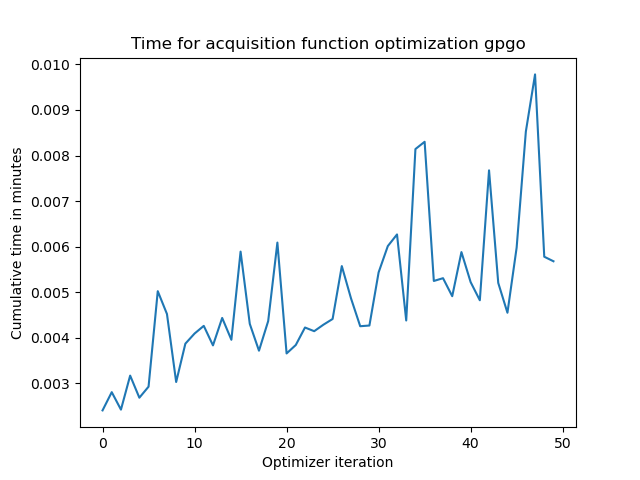 Time for acquisition function optimization gpgo
0.010
0.009
0.008
0.007
0.006
0.005
0.004
0.003
Cumulative time in minutes
0 10 20 30 40 50
Optimizer iteration